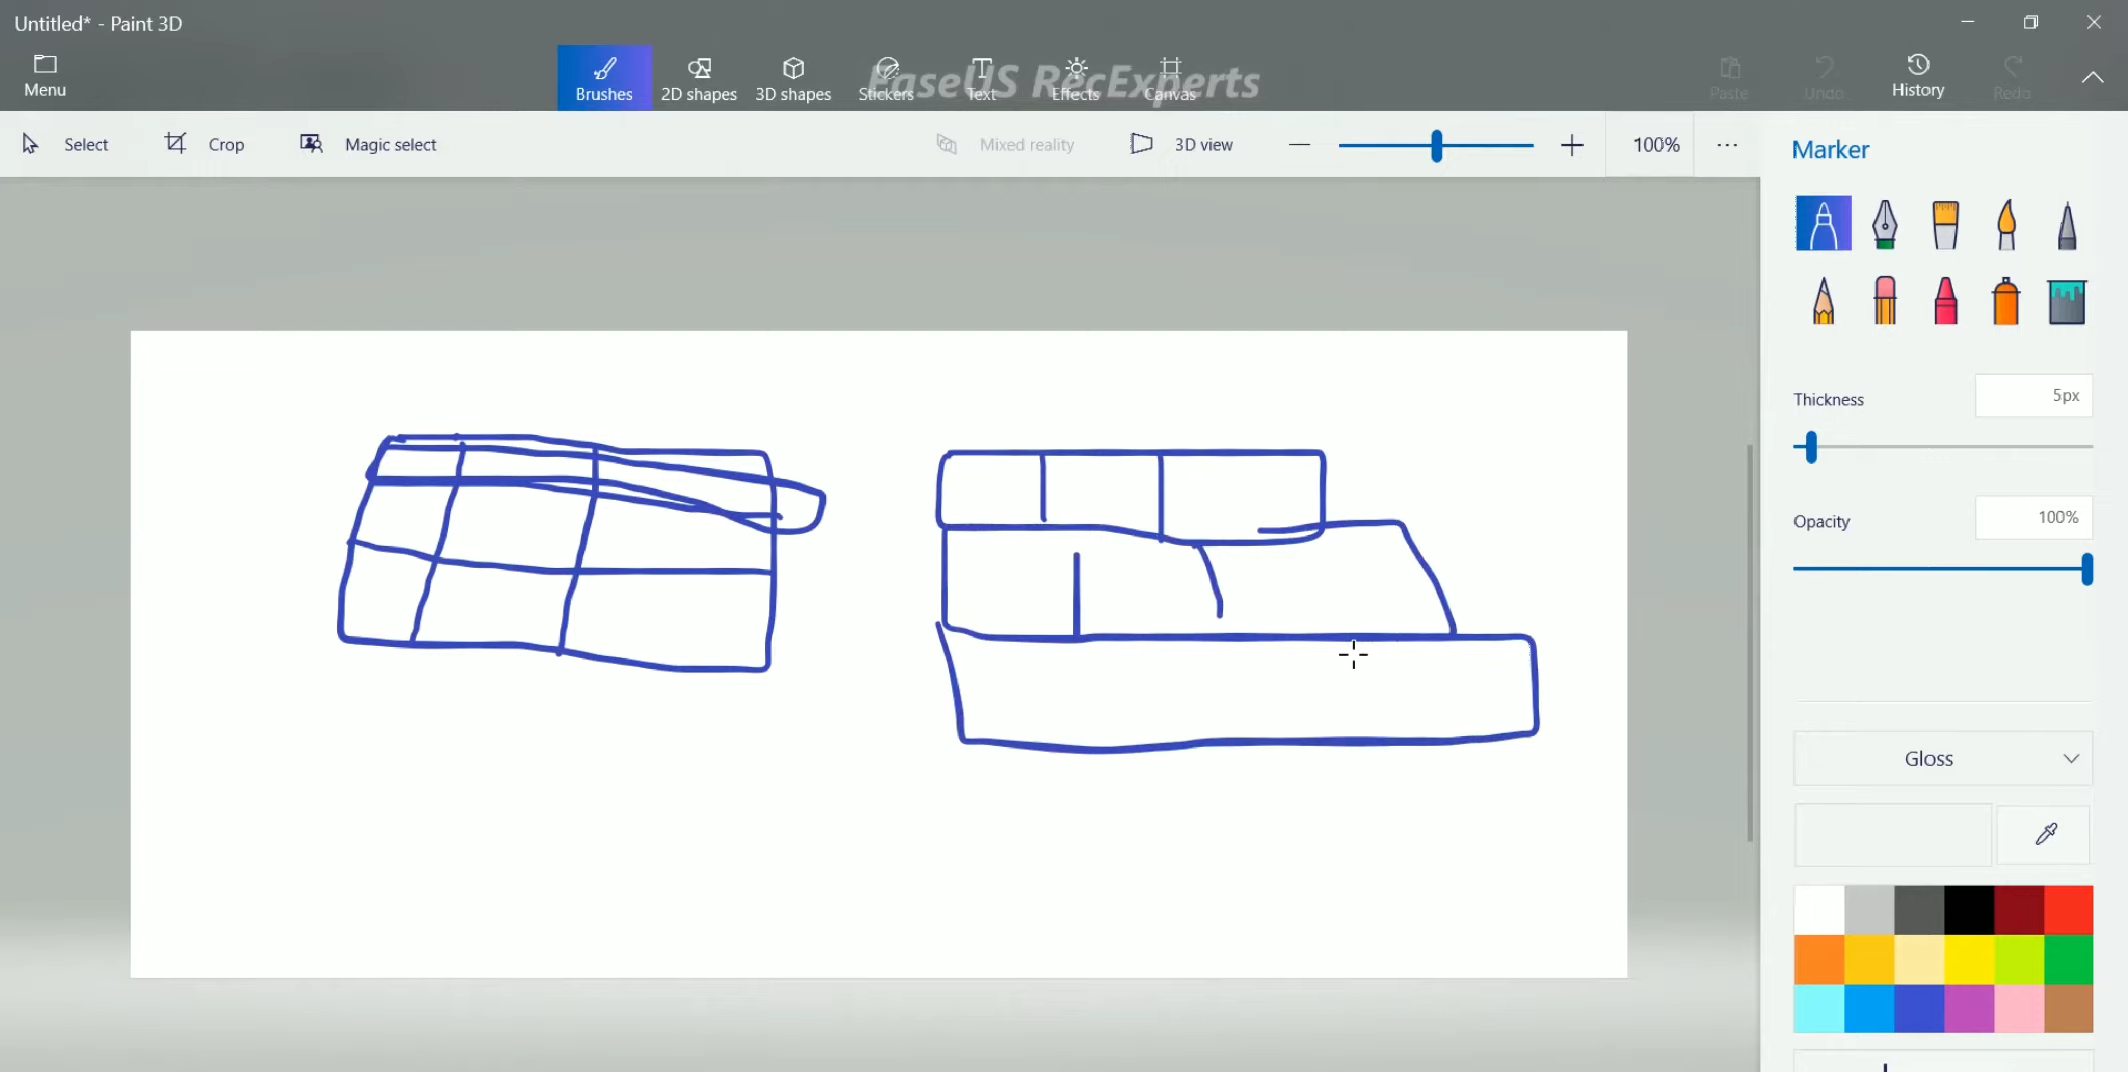 Untitled* - Paint 3D
Menu
Brushes
2D shapes
3D shapes
Stickers
Text
Effects
Canvas
EaseUS RecExperts
Paste
Undo
History
Redo
Select
Crop
Magic select
Mixed reality
3D view
100%
Marker
Thickness
5px
Opacity
100%
Gloss